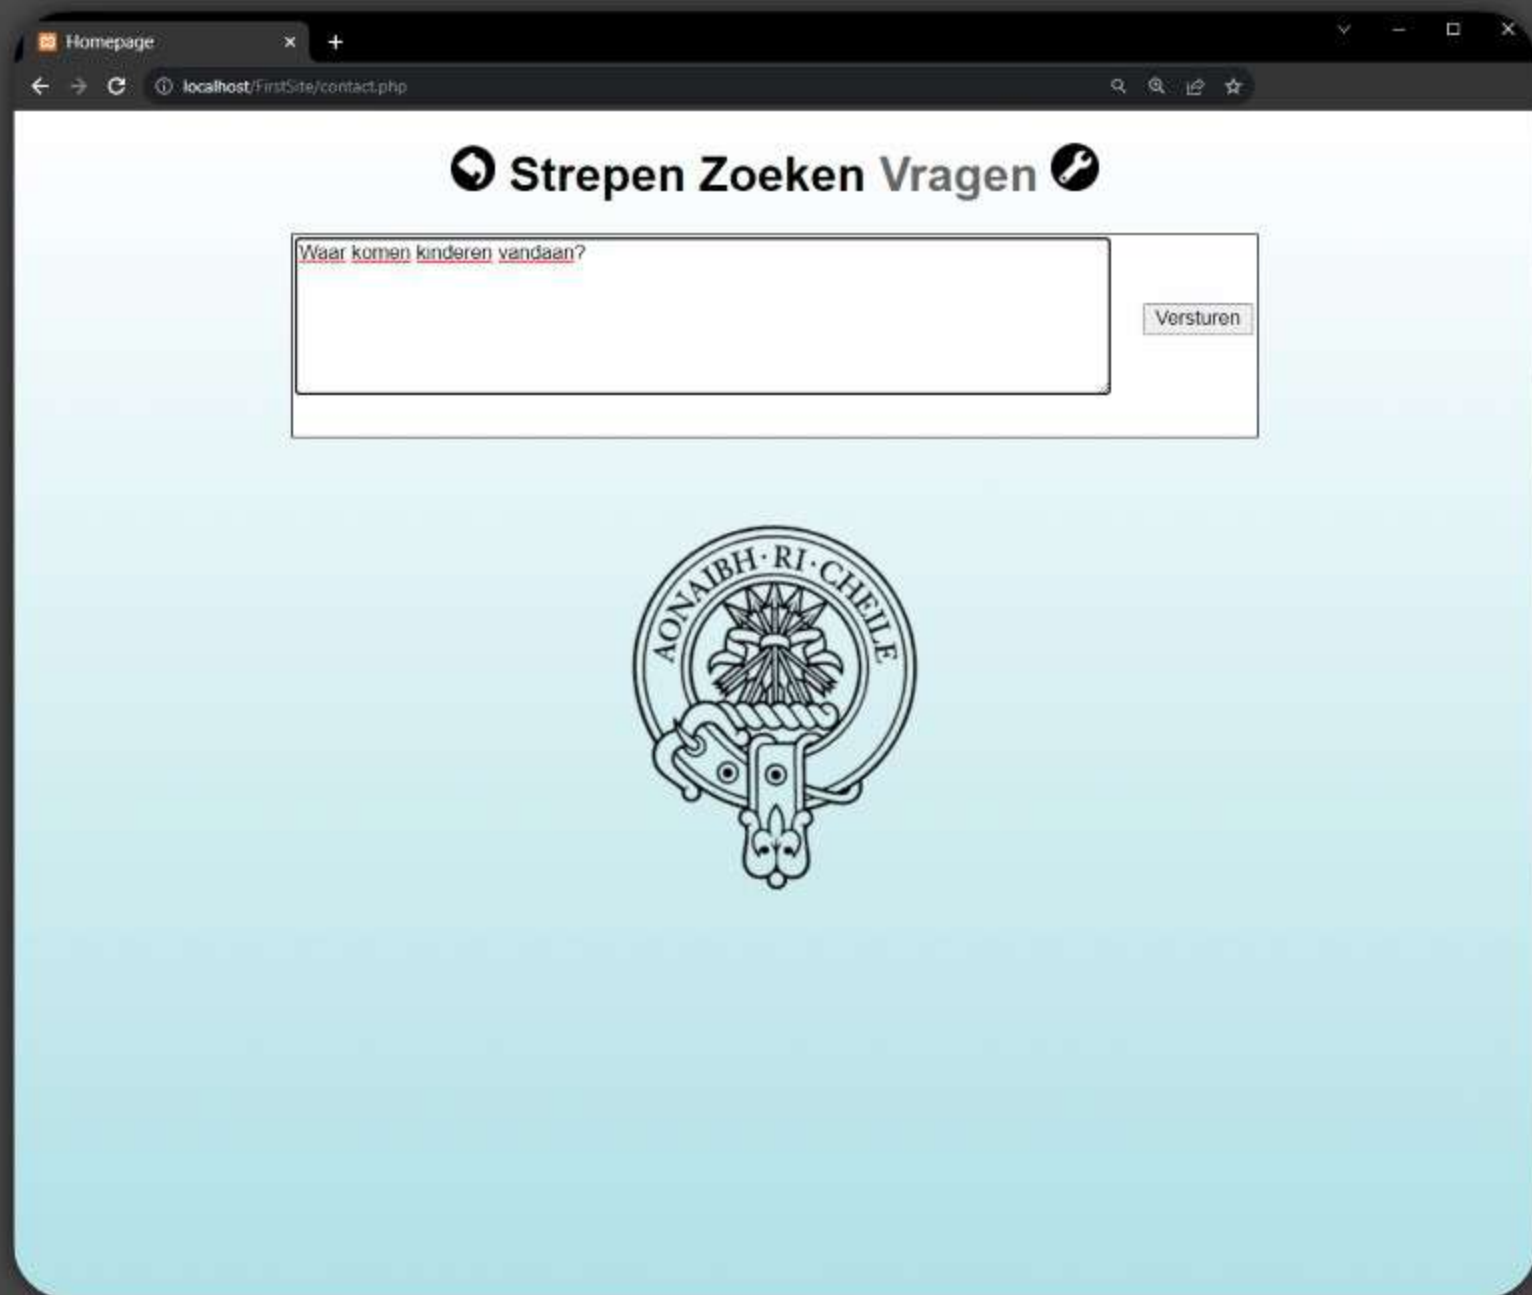 Homepage
localhost/FirstSite/contact.php
Strepen Zoeken Vragen
Waar komen kinderen vandaan?
Versturen
AONAIBH·RI·CHEILE